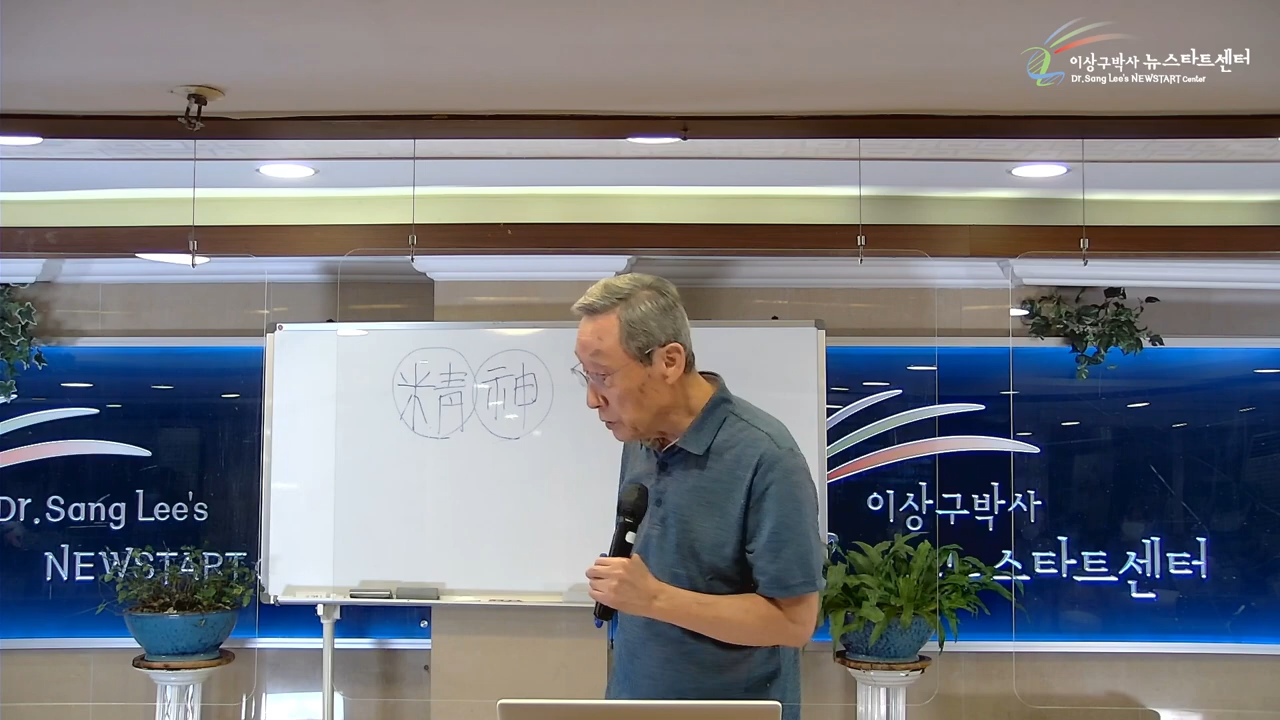 이상구박사 뉴스타트센터
Dr. Sang Lee's NEWSTART Center
精神
Dr. Sang Lee's
NEWSTART
이상구박사
스타트센터